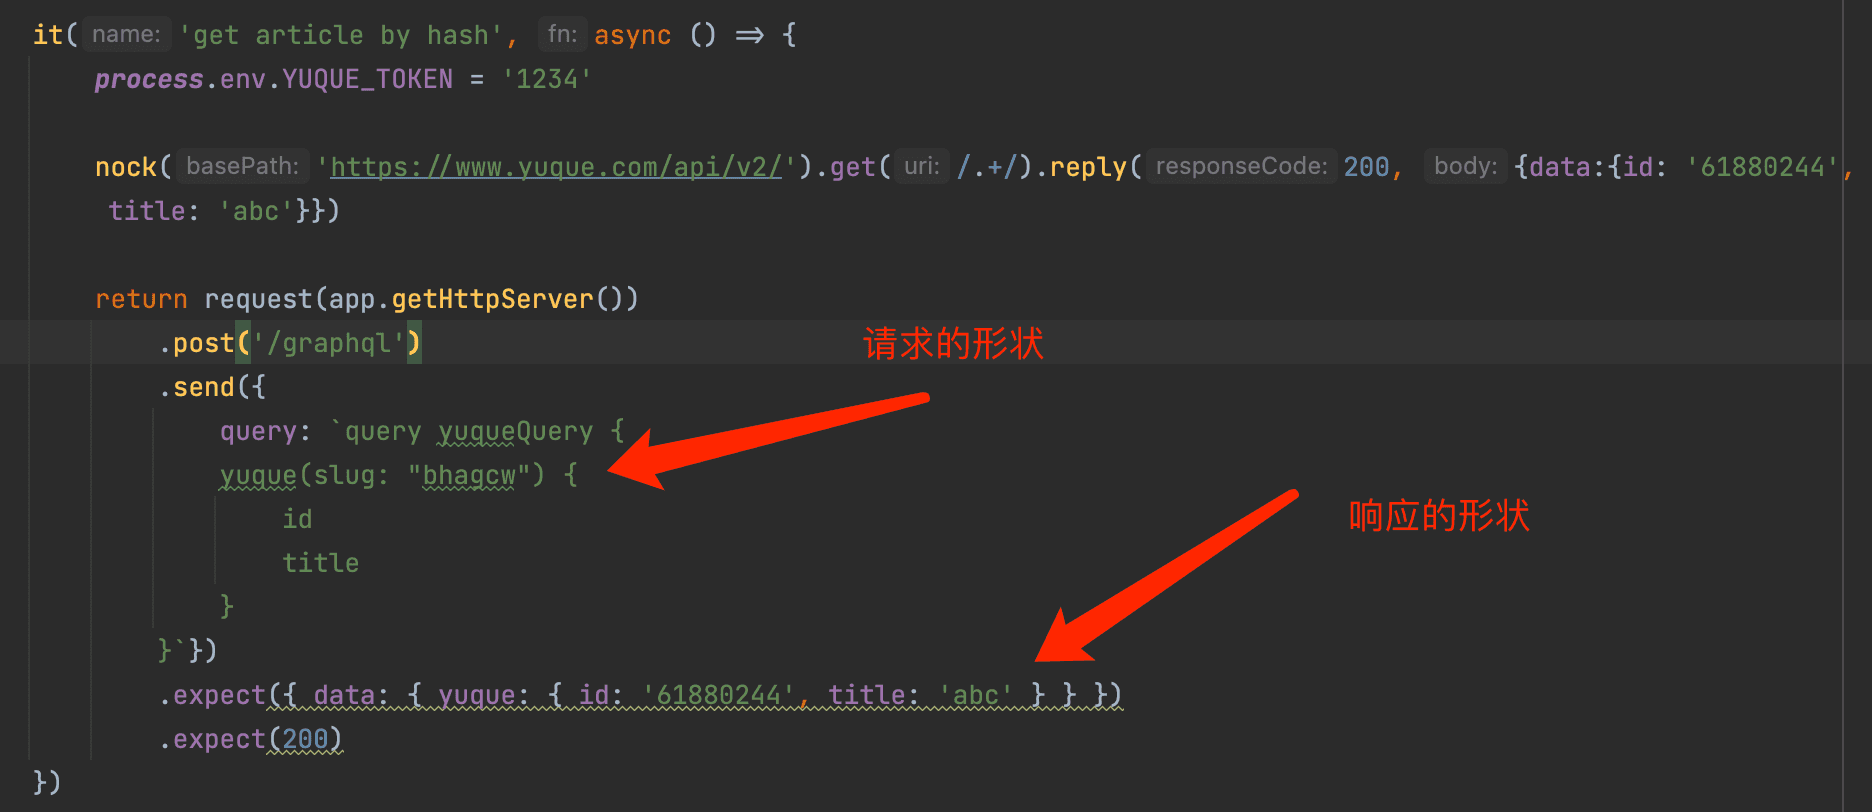 it( name: 'get article by hash', fn: async () => {
process.env.YUQUE_TOKEN = '1234'
nock( basePath: 'https://www.yuque.com/api/v2/').get( uri: /.+/).reply( responseCode: 200, body: {data:{id: '61880244',
title: 'abc'}})
return request(app.getHttpServer())
.post('/graphql')
请求的形状
.send({
query: `query yuqueQuery {
yuque(slug: "bhagcw") {
id
响应的形状
title
}
}`})
.expect({ data: { yuque: { id: '61880244', title: 'abc' } } })
.expect(200)
})